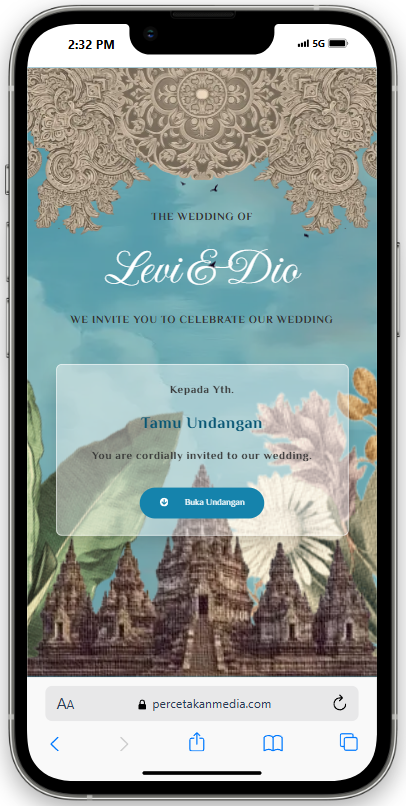 2:32 PM
5G
THE WEDDING OF
Levi & Dio
WE INVITE YOU TO CELEBRATE OUR WEDDING
Kepada Yth.
Tamu Undangan
You are cordially invited to our wedding.
Buka Undangan
AA
percetakanmedia.com